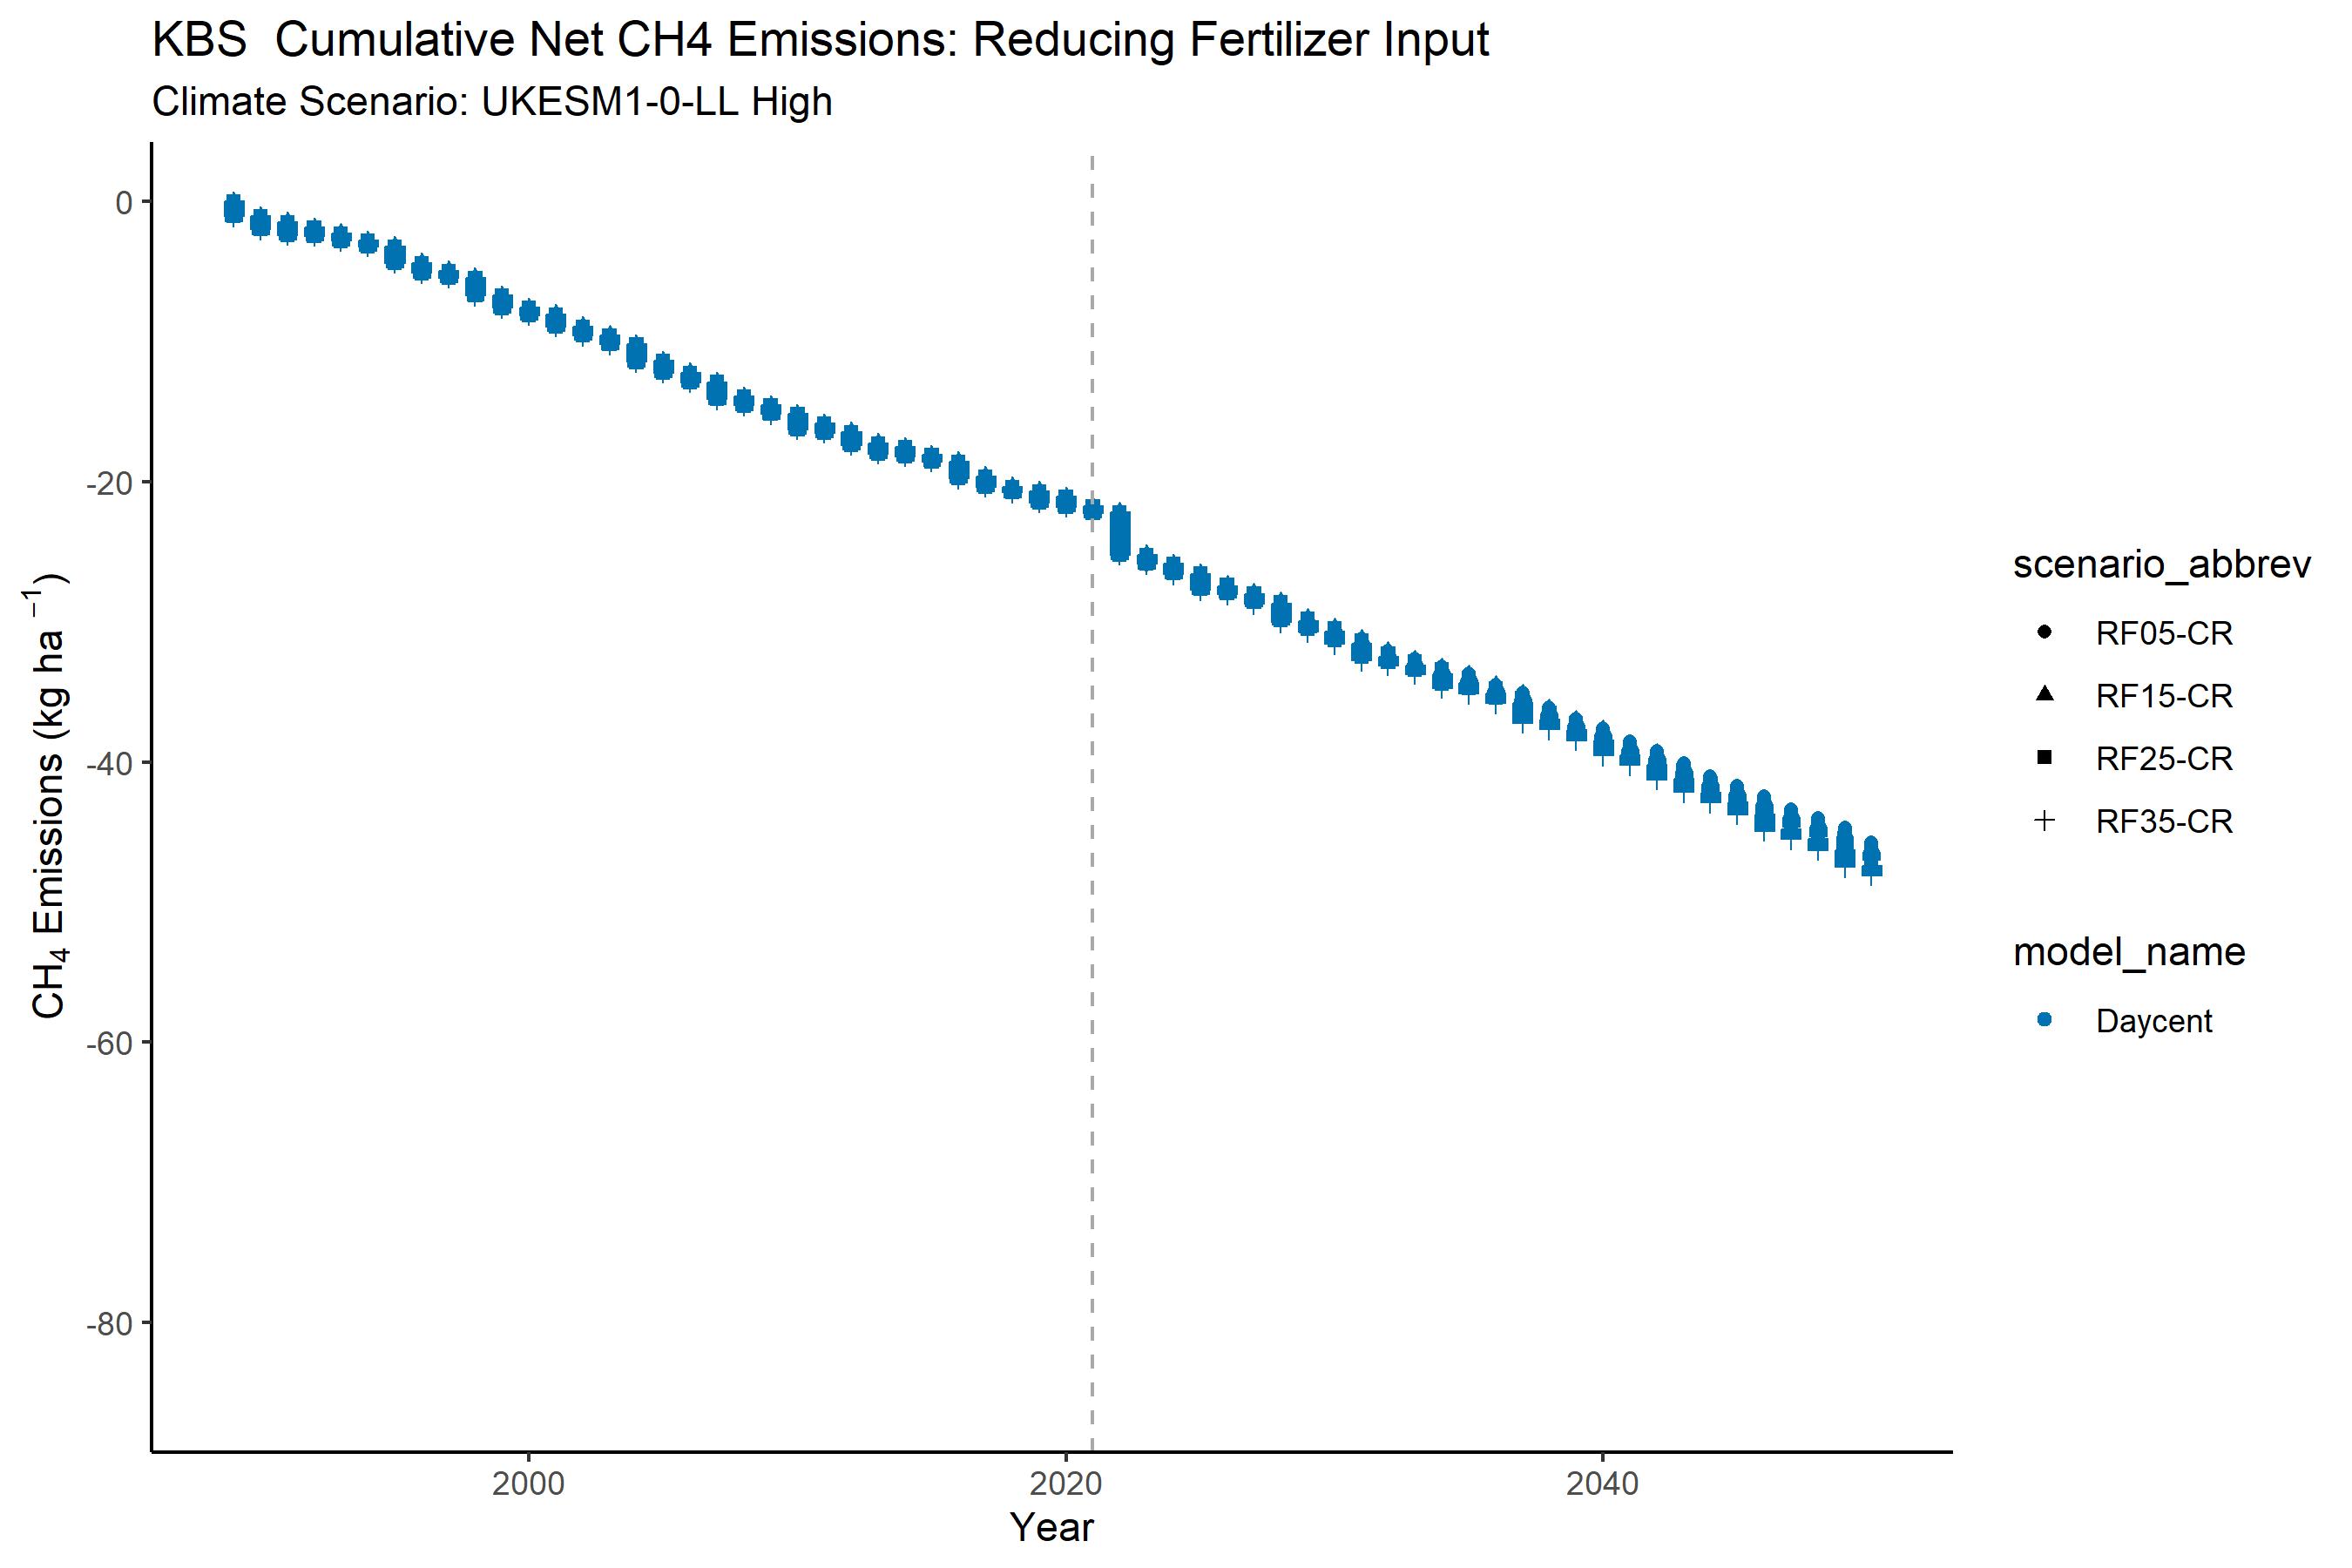 KBS  Cumulative Net CH4 Emissions: Reducing Fertilizer Input
Climate Scenario: UKESM1-0-LL High
CH₄ Emissions (kg ha ⁻¹)
0
-20
-40
-60
-80
2000
2020
2040
Year
scenario_abbrev
RF05-CR
RF15-CR
RF25-CR
RF35-CR
model_name
Daycent